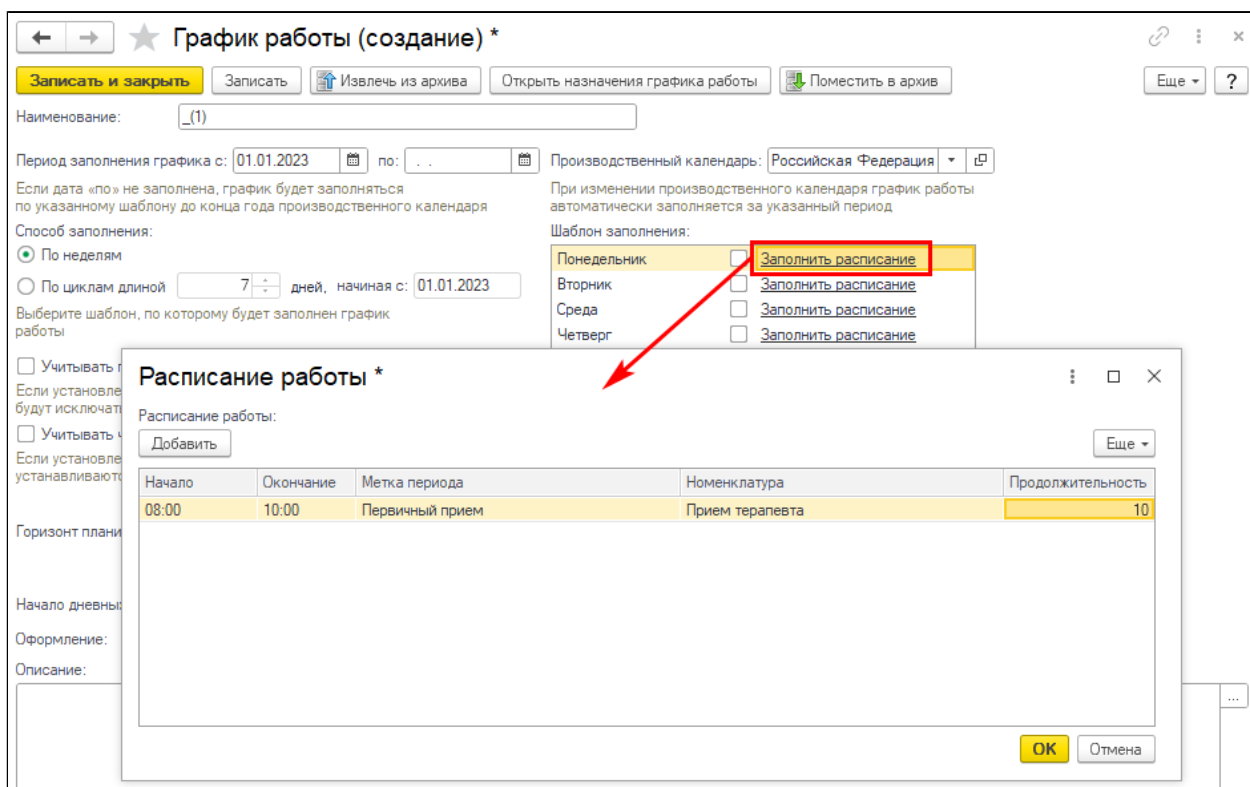 График работы (создание) *
Записать и закрыть Записать Извлечь из архива Открыть назначения графика работы Поместить в архив Еще ?
Наименование: _(1)
Период заполнения графика с: 01.01.2023 по: . . Производственный календарь: Российская Федерация
Если дата «по» не заполнена, график будет заполняться
по указанному шаблону до конца года производственного календаря
При изменении производственного календаря график работы
автоматически заполняется за указанный период
Способ заполнения:
По неделям
По циклам длиной 7 дней, начиная с: 01.01.2023
Выберите шаблон, по которому будет заполнен график
работы
Шаблон заполнения:
Понедельник Заполнить расписание
Вторник Заполнить расписание
Среда Заполнить расписание
Четверг Заполнить расписание
Учитывать
Если установле
будут исключат
Учитывать
Если установле
устанавливаютс
Горизонт плани
Начало дневны
Оформление:
Описание:
...
Расписание работы *
Расписание работы:
Добавить Еще
Начало Окончание Метка периода Номенклатура Продолжительность
08:00 10:00 Первичный прием Прием терапевта 10
OK Отмена